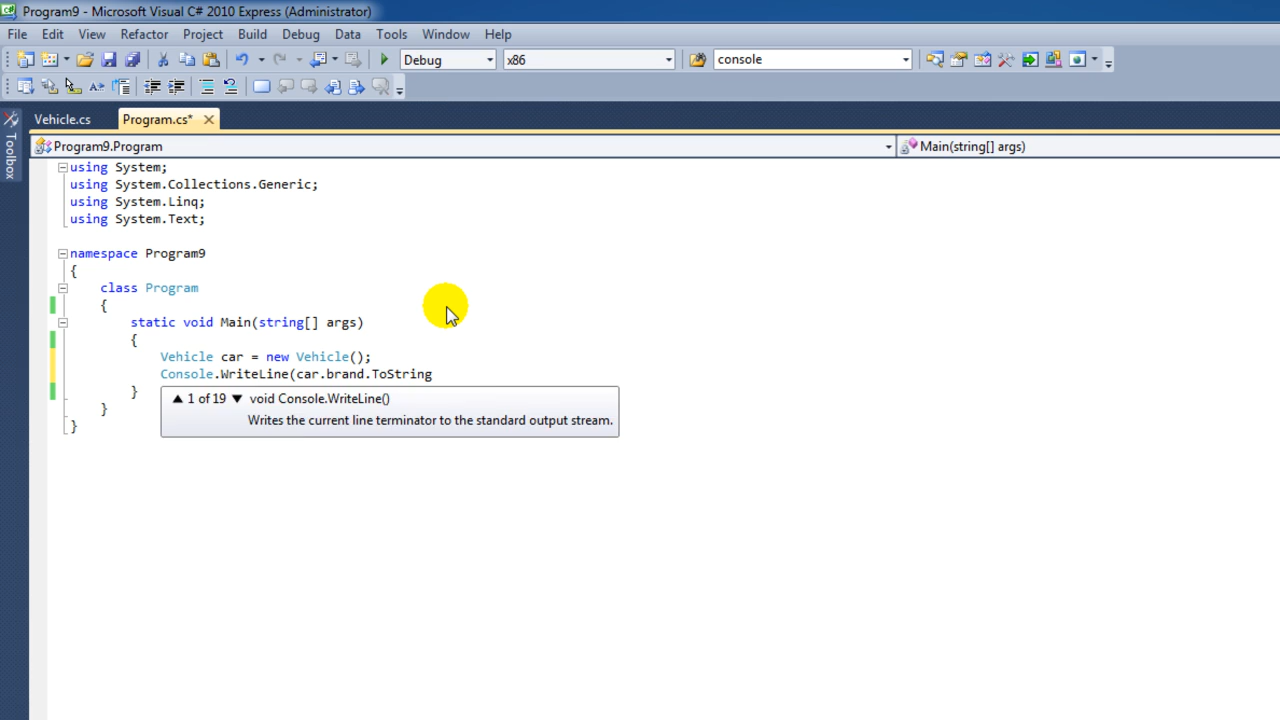 Program9 - Microsoft Visual C# 2010 Express (Administrator)
File Edit View Refactor Project Build Debug Data Tools Window Help
Debug x86 console
Vehicle.cs Program.cs*
Toolbox
Program9.Program Main(string[] args)
using System;
using System.Collections.Generic;
using System.Linq;
using System.Text;
namespace Program9
{
class Program
{
static void Main(string[] args)
{
Vehicle car = new Vehicle();
Console.WriteLine(car.brand.ToString
}
1 of 19 void Console.WriteLine()
}
Writes the current line terminator to the standard output stream.
}